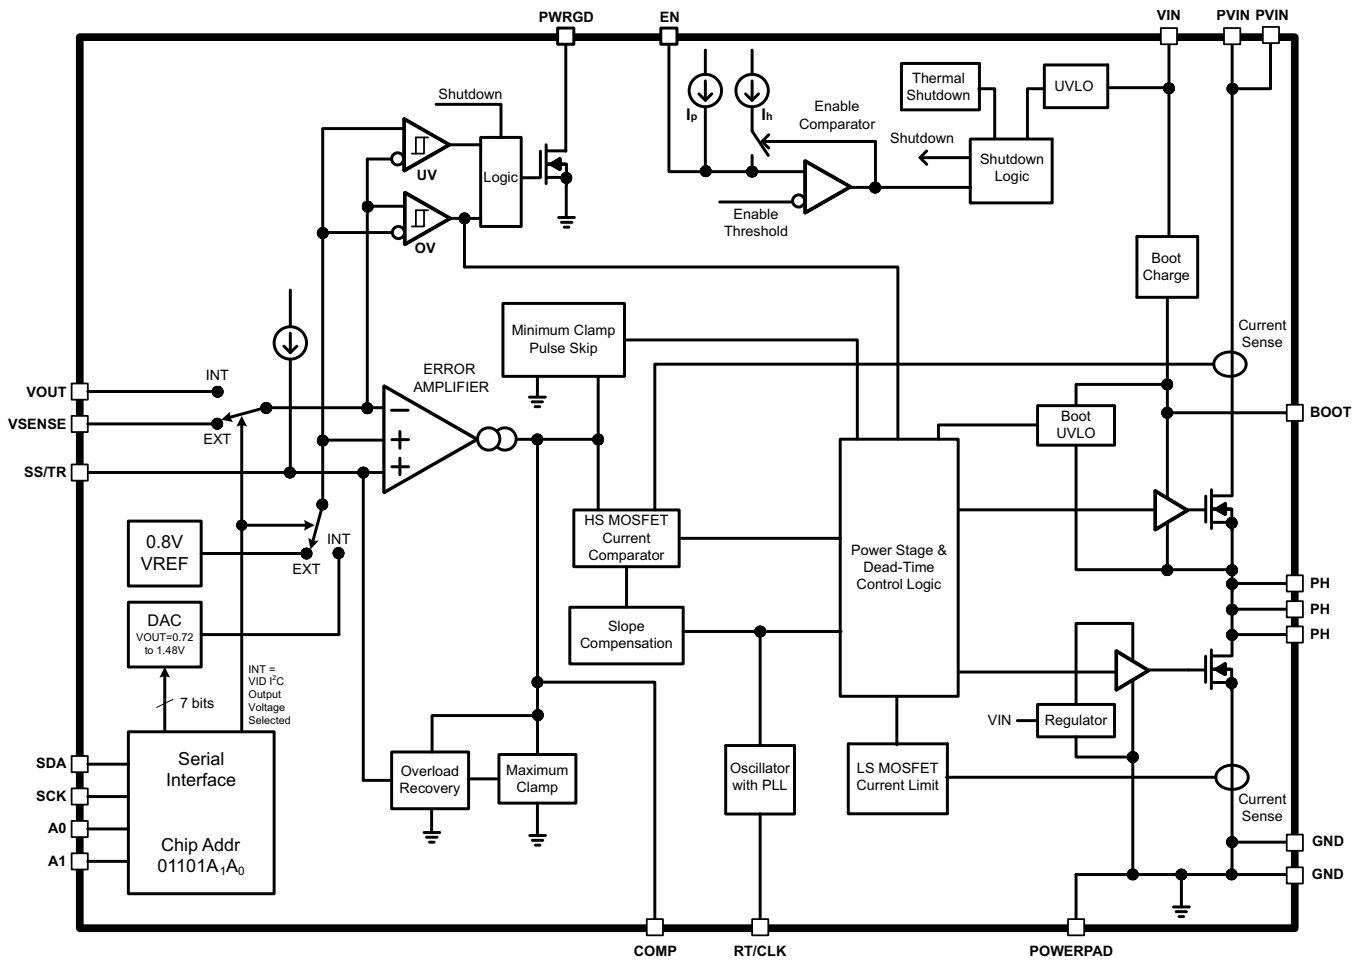 PWRGD
EN
VIN
PVIN
PVIN
Shutdown
Ip
Ih
Enable
Comparator
Thermal
Shutdown
UVLO
Shutdown
Shutdown
Logic
UV
Logic
Enable
Threshold
OV
Boot
Charge
Minimum Clamp
Pulse Skip
Current
Sense
ERROR
AMPLIFIER
VOUT
INT
VSENSE
EXT
BOOT
Boot
UVLO
SS/TR
0.8V
VREF
EXT
INT
HS MOSFET
Current
Comparator
Power Stage &
Dead-Time
Control Logic
PH
PH
PH
DAC
VOUT=0.72
to 1.48V
Slope
Compensation
INT =
VID I²C
Output
Voltage
Selected
7 bits
VIN
Regulator
SDA
SCK
A0
A1
Serial
Interface
Chip Addr
01101A₁A₀
Overload
Recovery
Maximum
Clamp
Oscillator
with PLL
LS MOSFET
Current Limit
Current
Sense
GND
GND
COMP
RT/CLK
POWERPAD